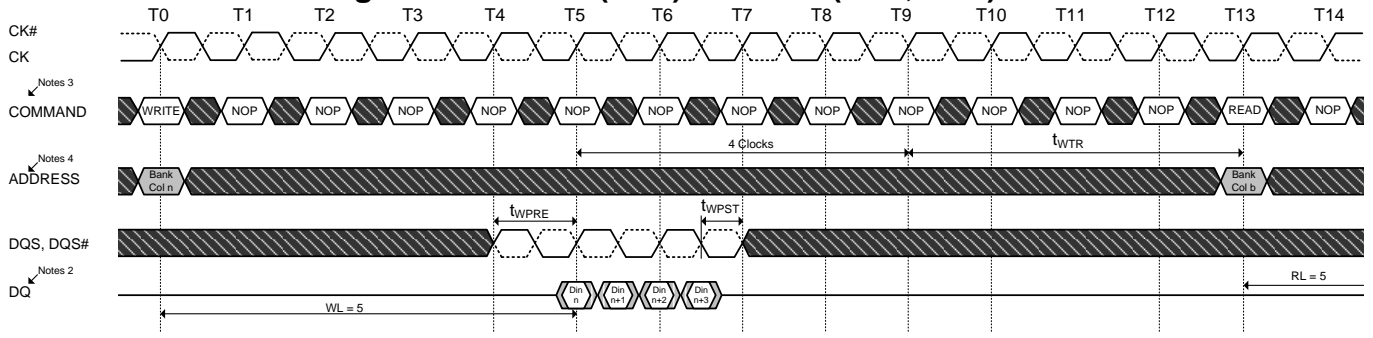 T0 T1 T2 T3 T4 T5 T6 T7 T8 T9 T10 T11 T12 T13 T14
CK#
CK
Notes 3
COMMAND WRITE NOP NOP NOP NOP NOP NOP NOP NOP NOP NOP NOP NOP READ NOP
4 Clocks tWTR
Notes 4
ADDRESS Bank Col n Bank Col b
tWPRE tWPST
DQS, DQS#
Notes 2
DQ Din n Din n+1 Din n+2 Din n+3
RL = 5
WL = 5